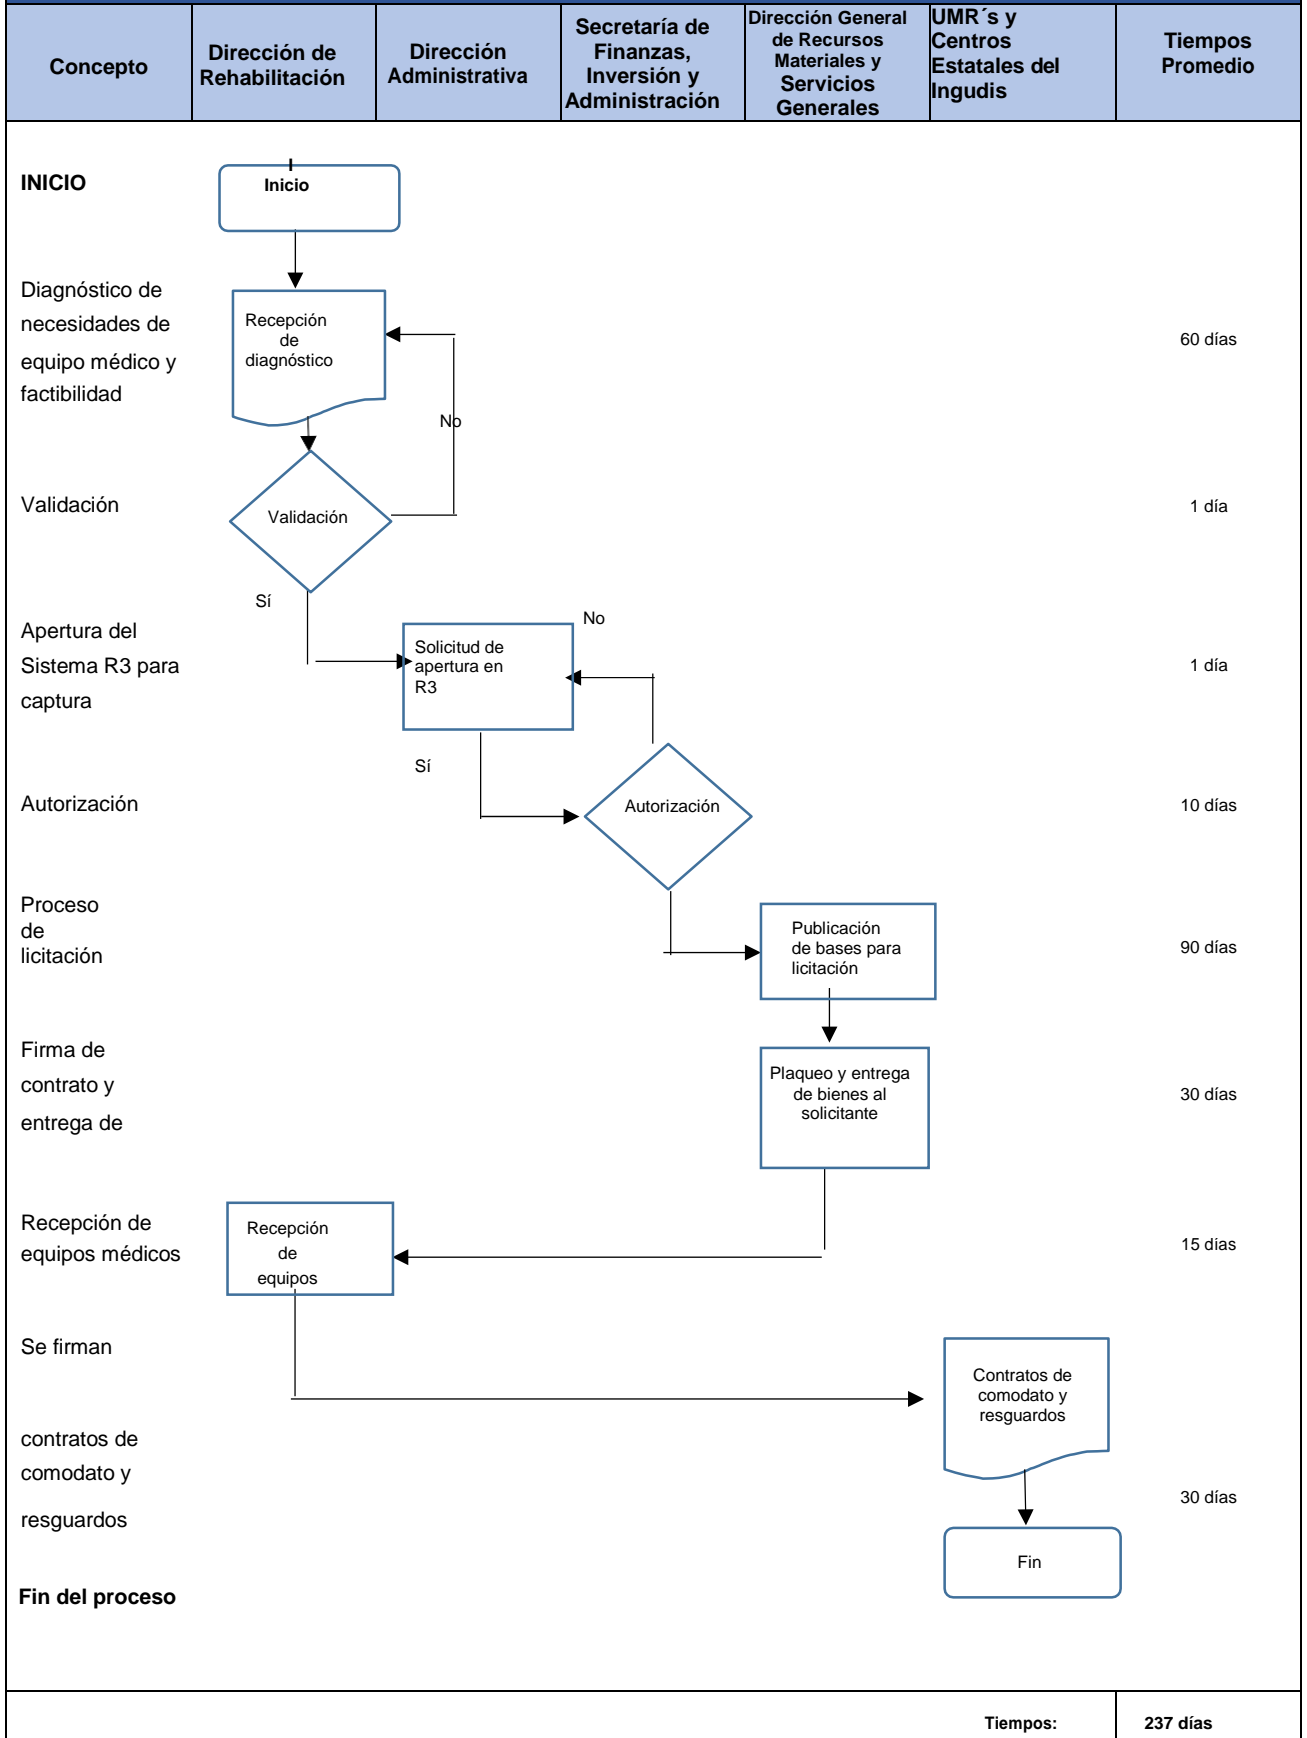 Concepto
Dirección de
Rehabilitación
Dirección
Administrativa
Secretaría de
Finanzas,
Inversión y
Administración
Dirección General
de Recursos
Materiales y
Servicios
Generales
UMR´s y
Centros
Estatales del
Ingudis
Tiempos
Promedio
INICIO
Inicio
Diagnóstico de
necesidades de
equipo médico y
factibilidad
Recepción
de
diagnóstico
60 días
No
Validación
Validación
1 día
Sí
Apertura del
Sistema R3 para
captura
Solicitud de
apertura en
R3
No
1 día
Sí
Autorización
Autorización
10 días
Proceso
de
licitación
Publicación
de bases para
licitación
90 días
Firma de
contrato y
entrega de
Plaqueo y entrega
de bienes al
solicitante
30 días
Recepción de
equipos médicos
Recepción
de
equipos
15 dias
Se firman
contratos de
comodato y
resguardos
Contratos de
comodato y
resguardos
30 días
Fin
Fin del proceso
Tiempos:
237 días